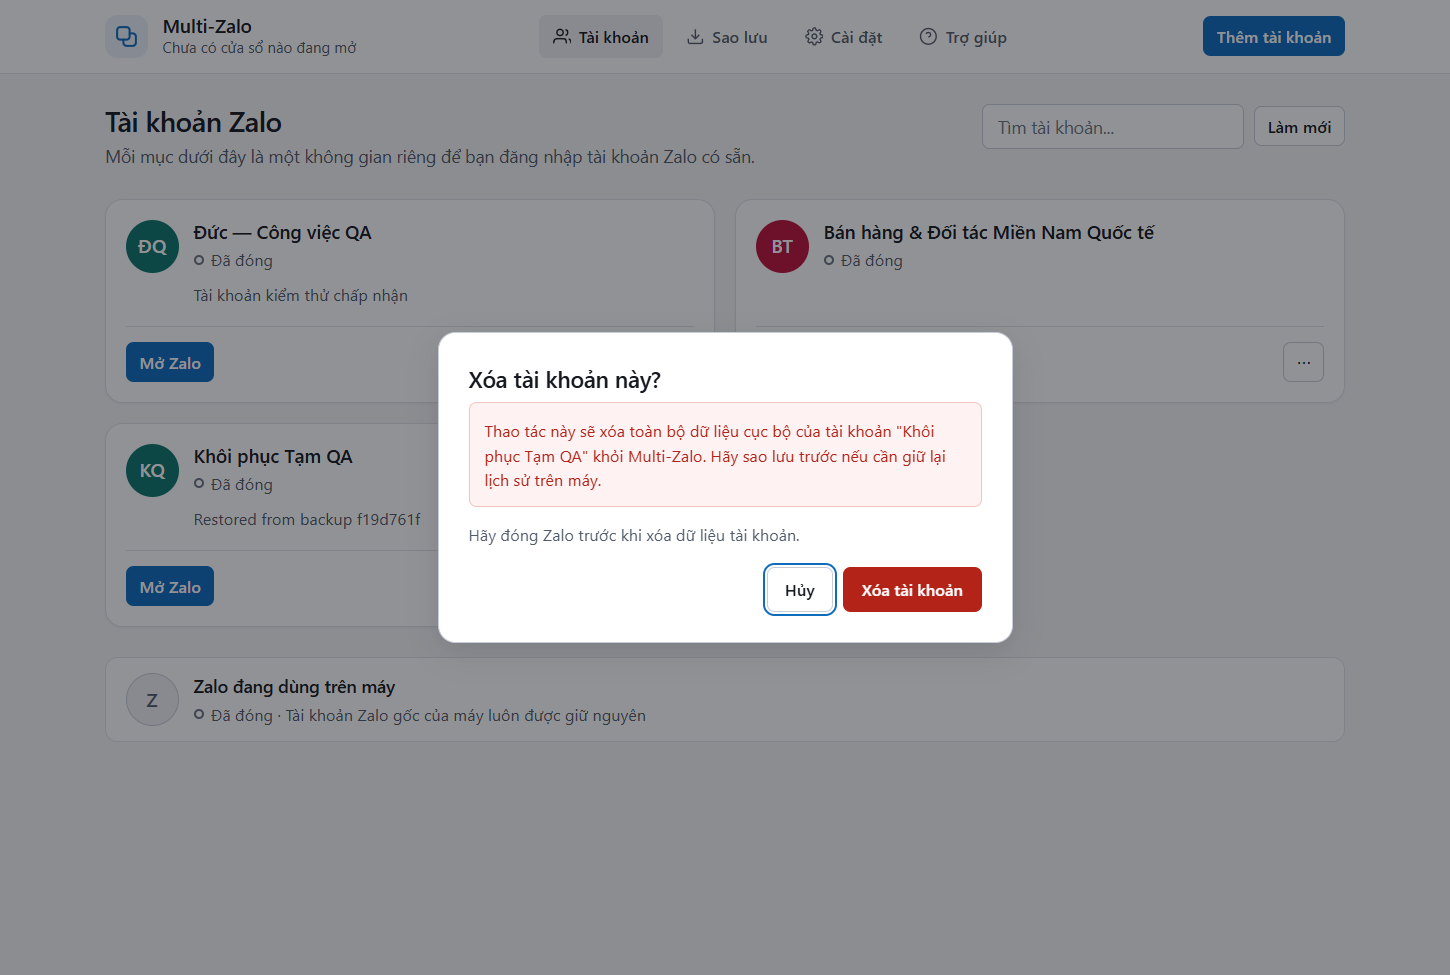 Multi-Zalo
Chưa có cửa sổ nào đang mở
Tài khoản
Sao lưu
Cài đặt
Trợ giúp
Thêm tài khoản
Tài khoản Zalo
Mỗi mục dưới đây là một không gian riêng để bạn đăng nhập tài khoản Zalo có sẵn.
Tìm tài khoản...
Làm mới
ĐQ
Đức — Công việc QA
Đã đóng
Tài khoản kiểm thử chấp nhận
Mở Zalo
BT
Bán hàng & Đối tác Miền Nam Quốc tế
Đã đóng
...
KQ
Khôi phục Tạm QA
Đã đóng
Restored from backup f19d761f
Mở Zalo
Xóa tài khoản này?
Thao tác này sẽ xóa toàn bộ dữ liệu cục bộ của tài khoản "Khôi
phục Tạm QA" khỏi Multi-Zalo. Hãy sao lưu trước nếu cần giữ lại
lịch sử trên máy.
Hãy đóng Zalo trước khi xóa dữ liệu tài khoản.
Hủy
Xóa tài khoản
Z
Zalo đang dùng trên máy
Đã đóng · Tài khoản Zalo gốc của máy luôn được giữ nguyên